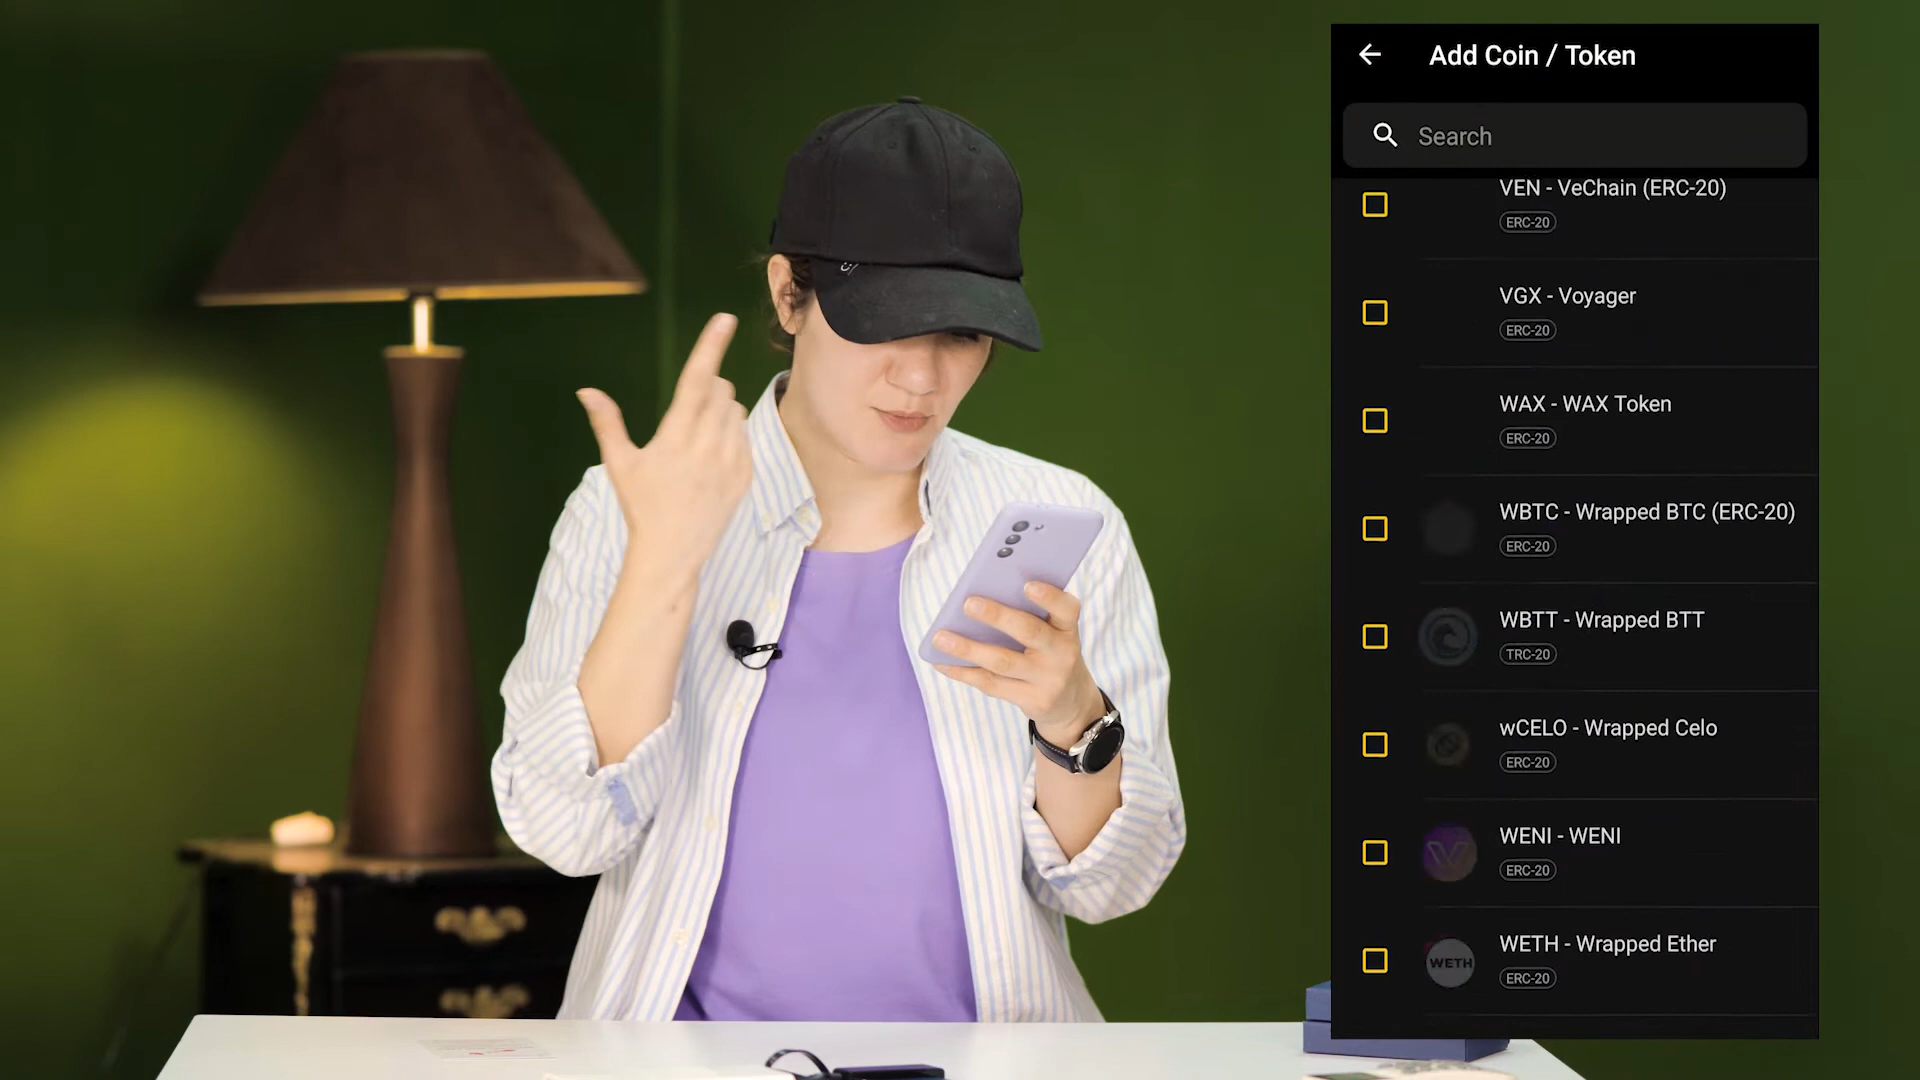 Add Coin / Token
Search
VEN - VeChain (ERC-20)
ERC-20
VGX - Voyager
ERC-20
WAX - WAX Token
ERC-20
WBTC - Wrapped BTC (ERC-20)
ERC-20
WBTT - Wrapped BTT
TRC-20
wCELO - Wrapped Celo
ERC-20
WENI - WENI
ERC-20
WETH - Wrapped Ether
WETH
ERC-20